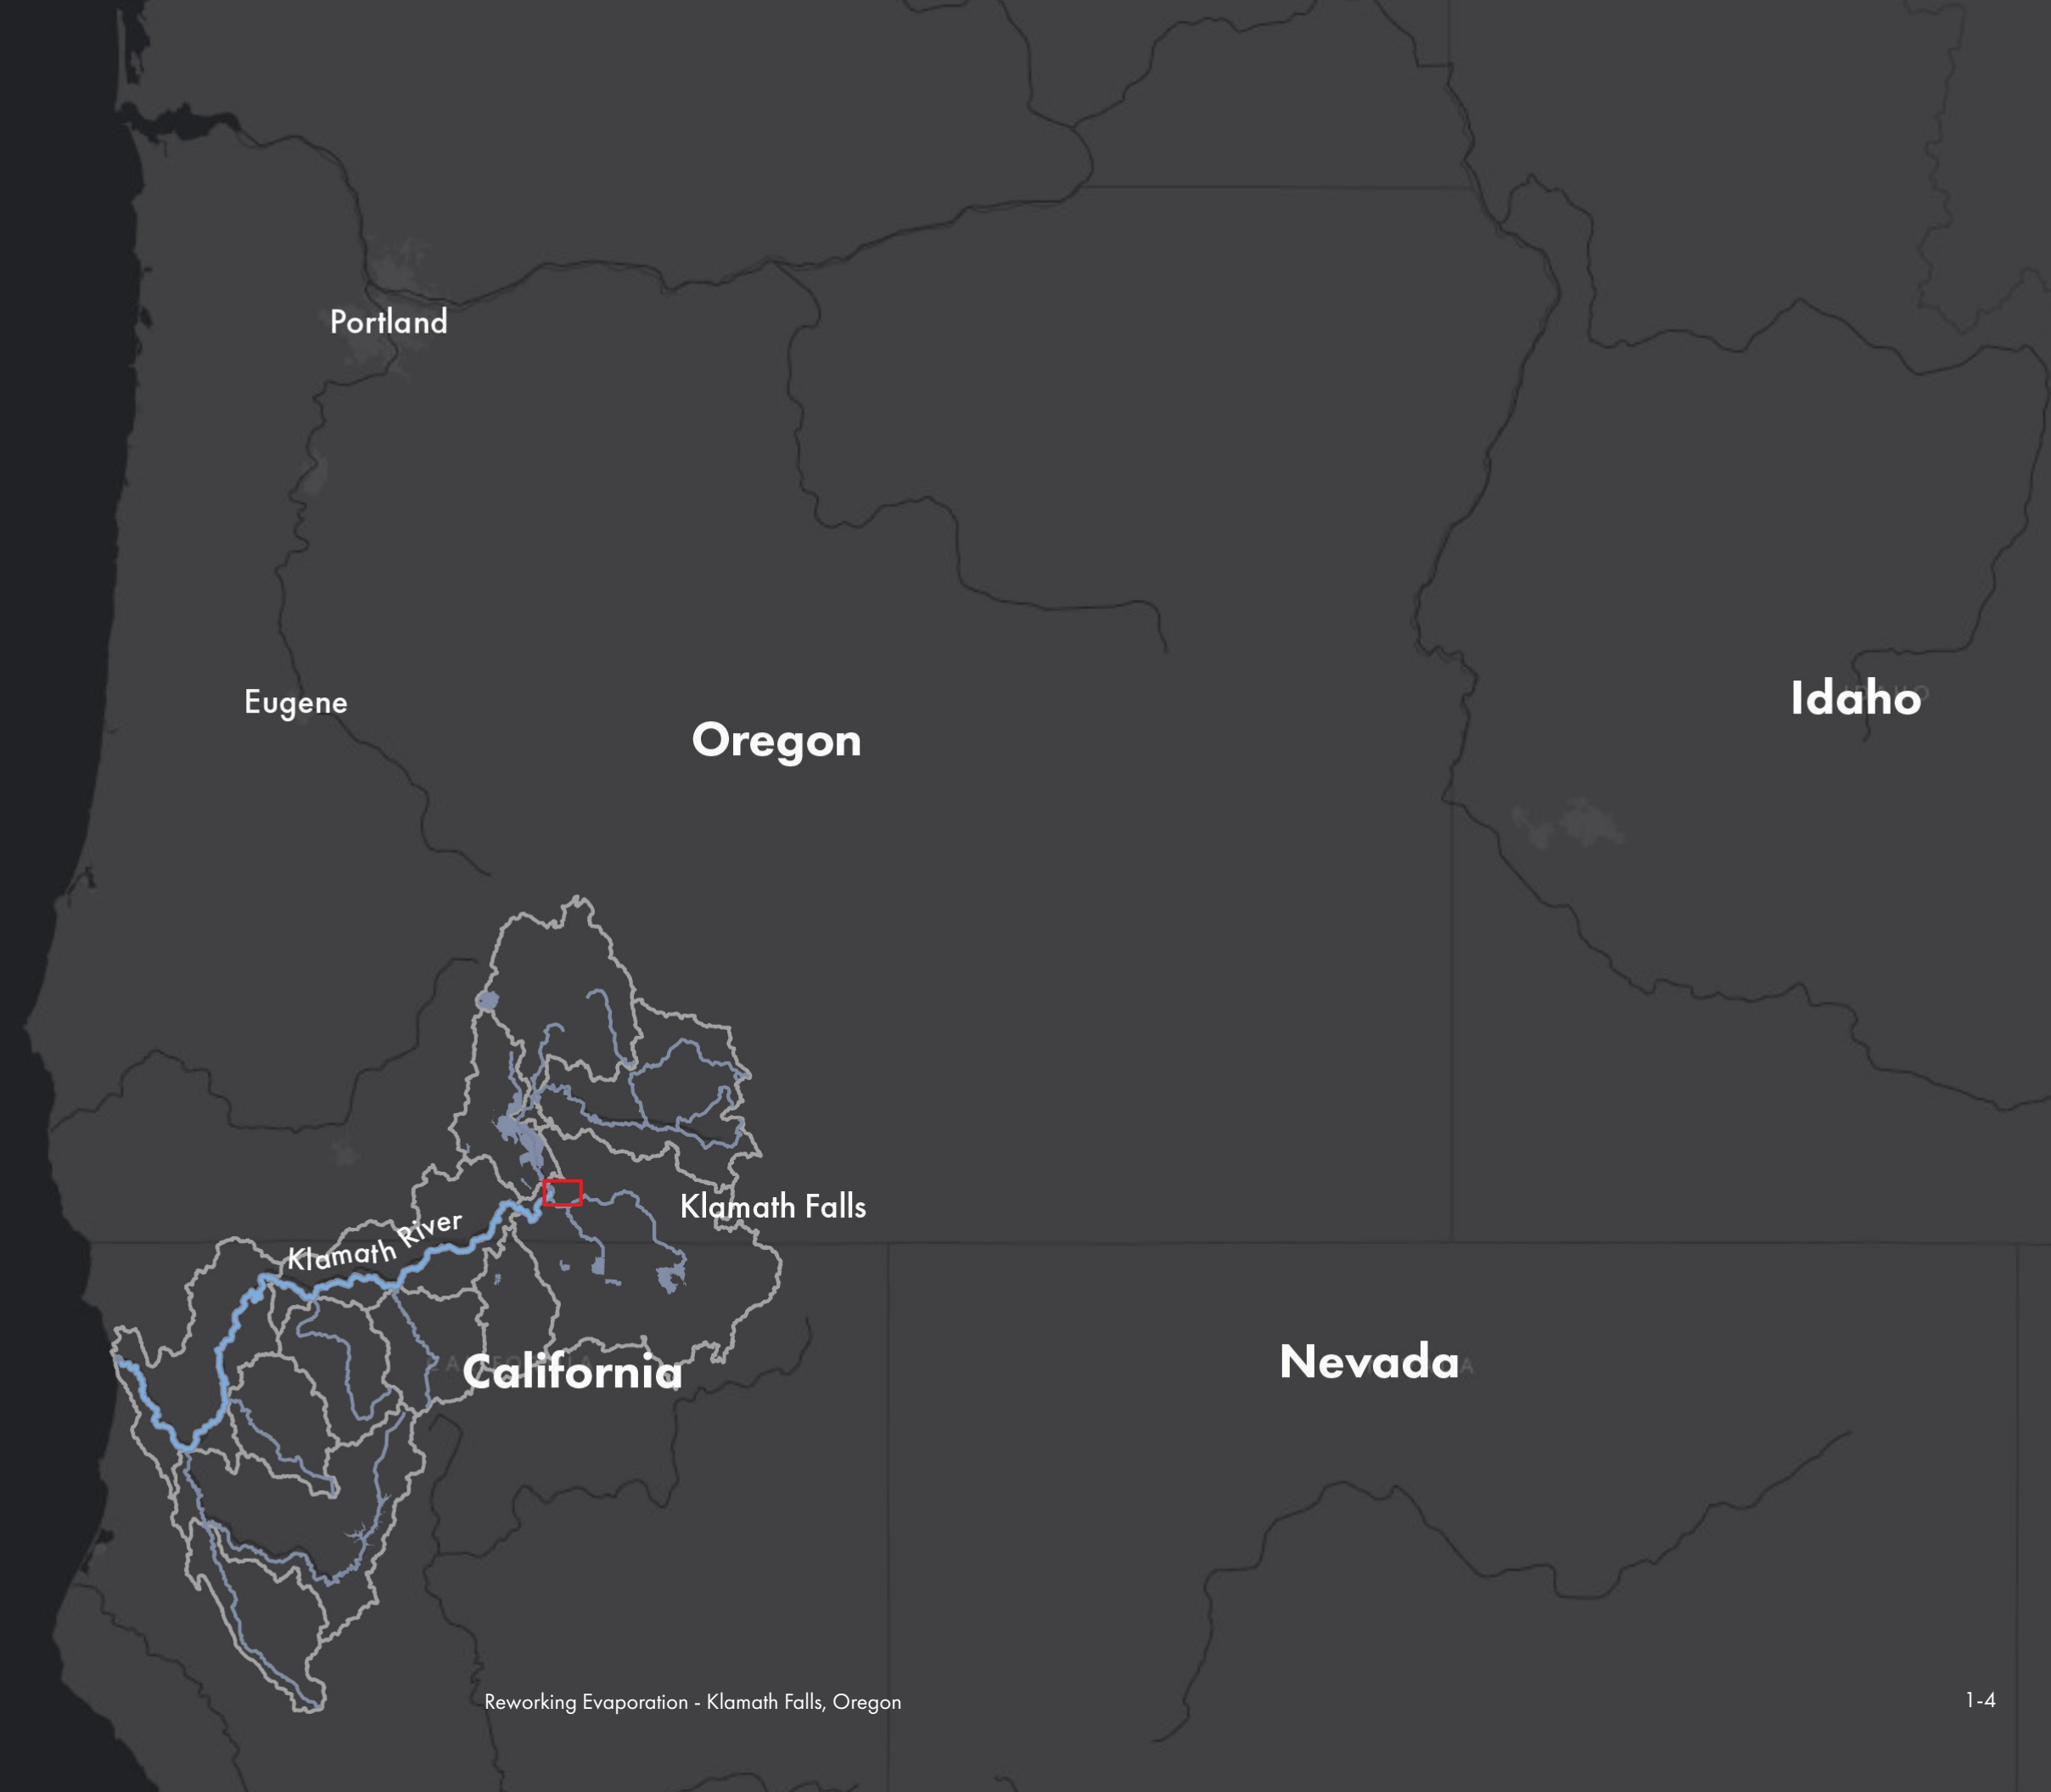 Portland
Eugene
Oregon
Idaho
Klamath Falls
Klamath River
California
Nevada
Reworking Evaporation - Klamath Falls, Oregon
1-4